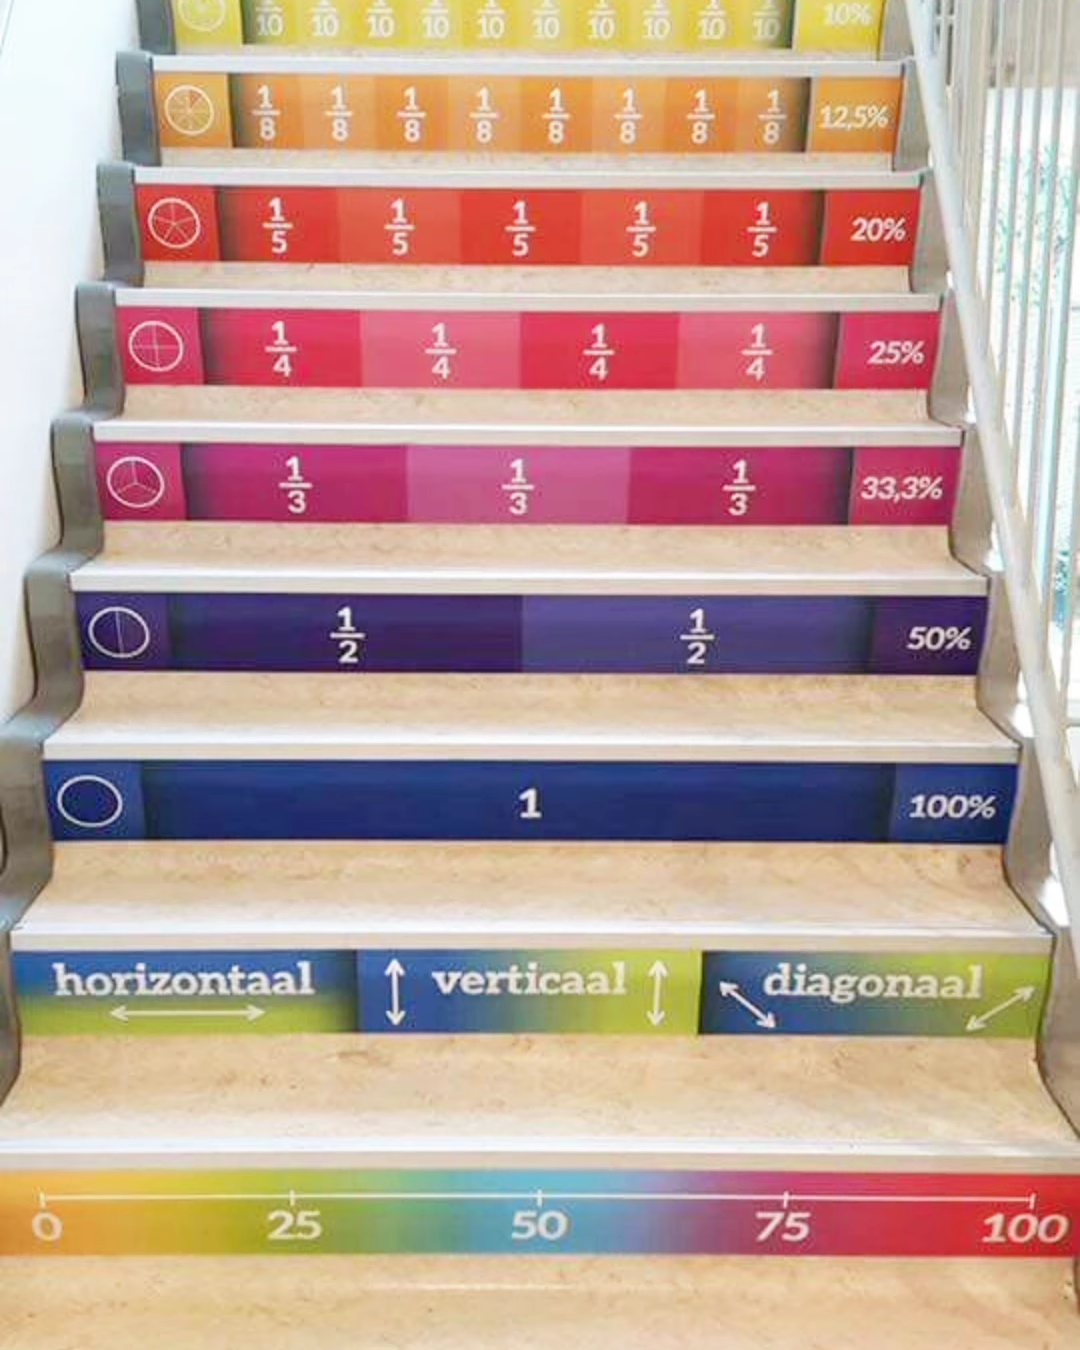 1/10 1/10 1/10 1/10 1/10 1/10 1/10 1/10 1/10 1/10 10%
1/8 1/8 1/8 1/8 1/8 1/8 1/8 1/8 12,5%
1/5 1/5 1/5 1/5 1/5 20%
1/4 1/4 1/4 1/4 25%
1/3 1/3 1/3 33,3%
1/2 1/2 50%
1 100%
horizontaal verticaal diagonaal
0 25 50 75 100